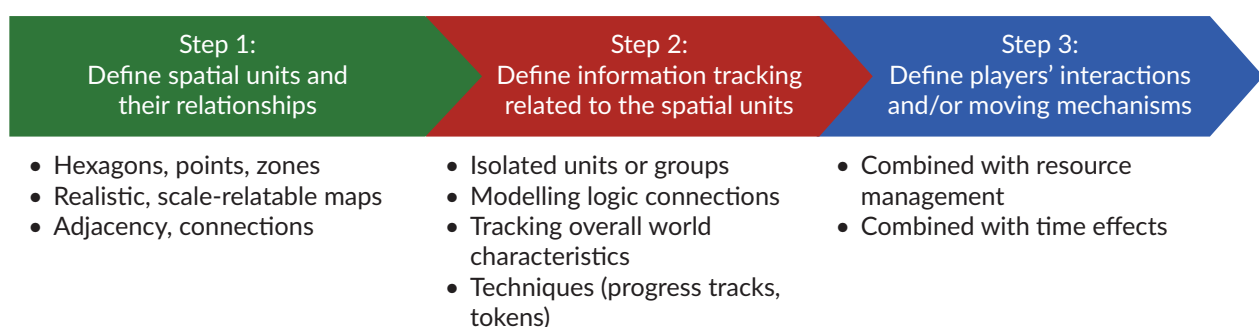 Step 1:
Define spatial units and
their relationships
Step 2:
Define information tracking
related to the spatial units
Step 3:
Define players’ interactions
and/or moving mechanisms
• Hexagons, points, zones
• Realistic, scale-relatable maps
• Adjacency, connections
• Isolated units or groups
• Modelling logic connections
• Tracking overall world
characteristics
• Techniques (progress tracks,
tokens)
• Combined with resource
management
• Combined with time effects